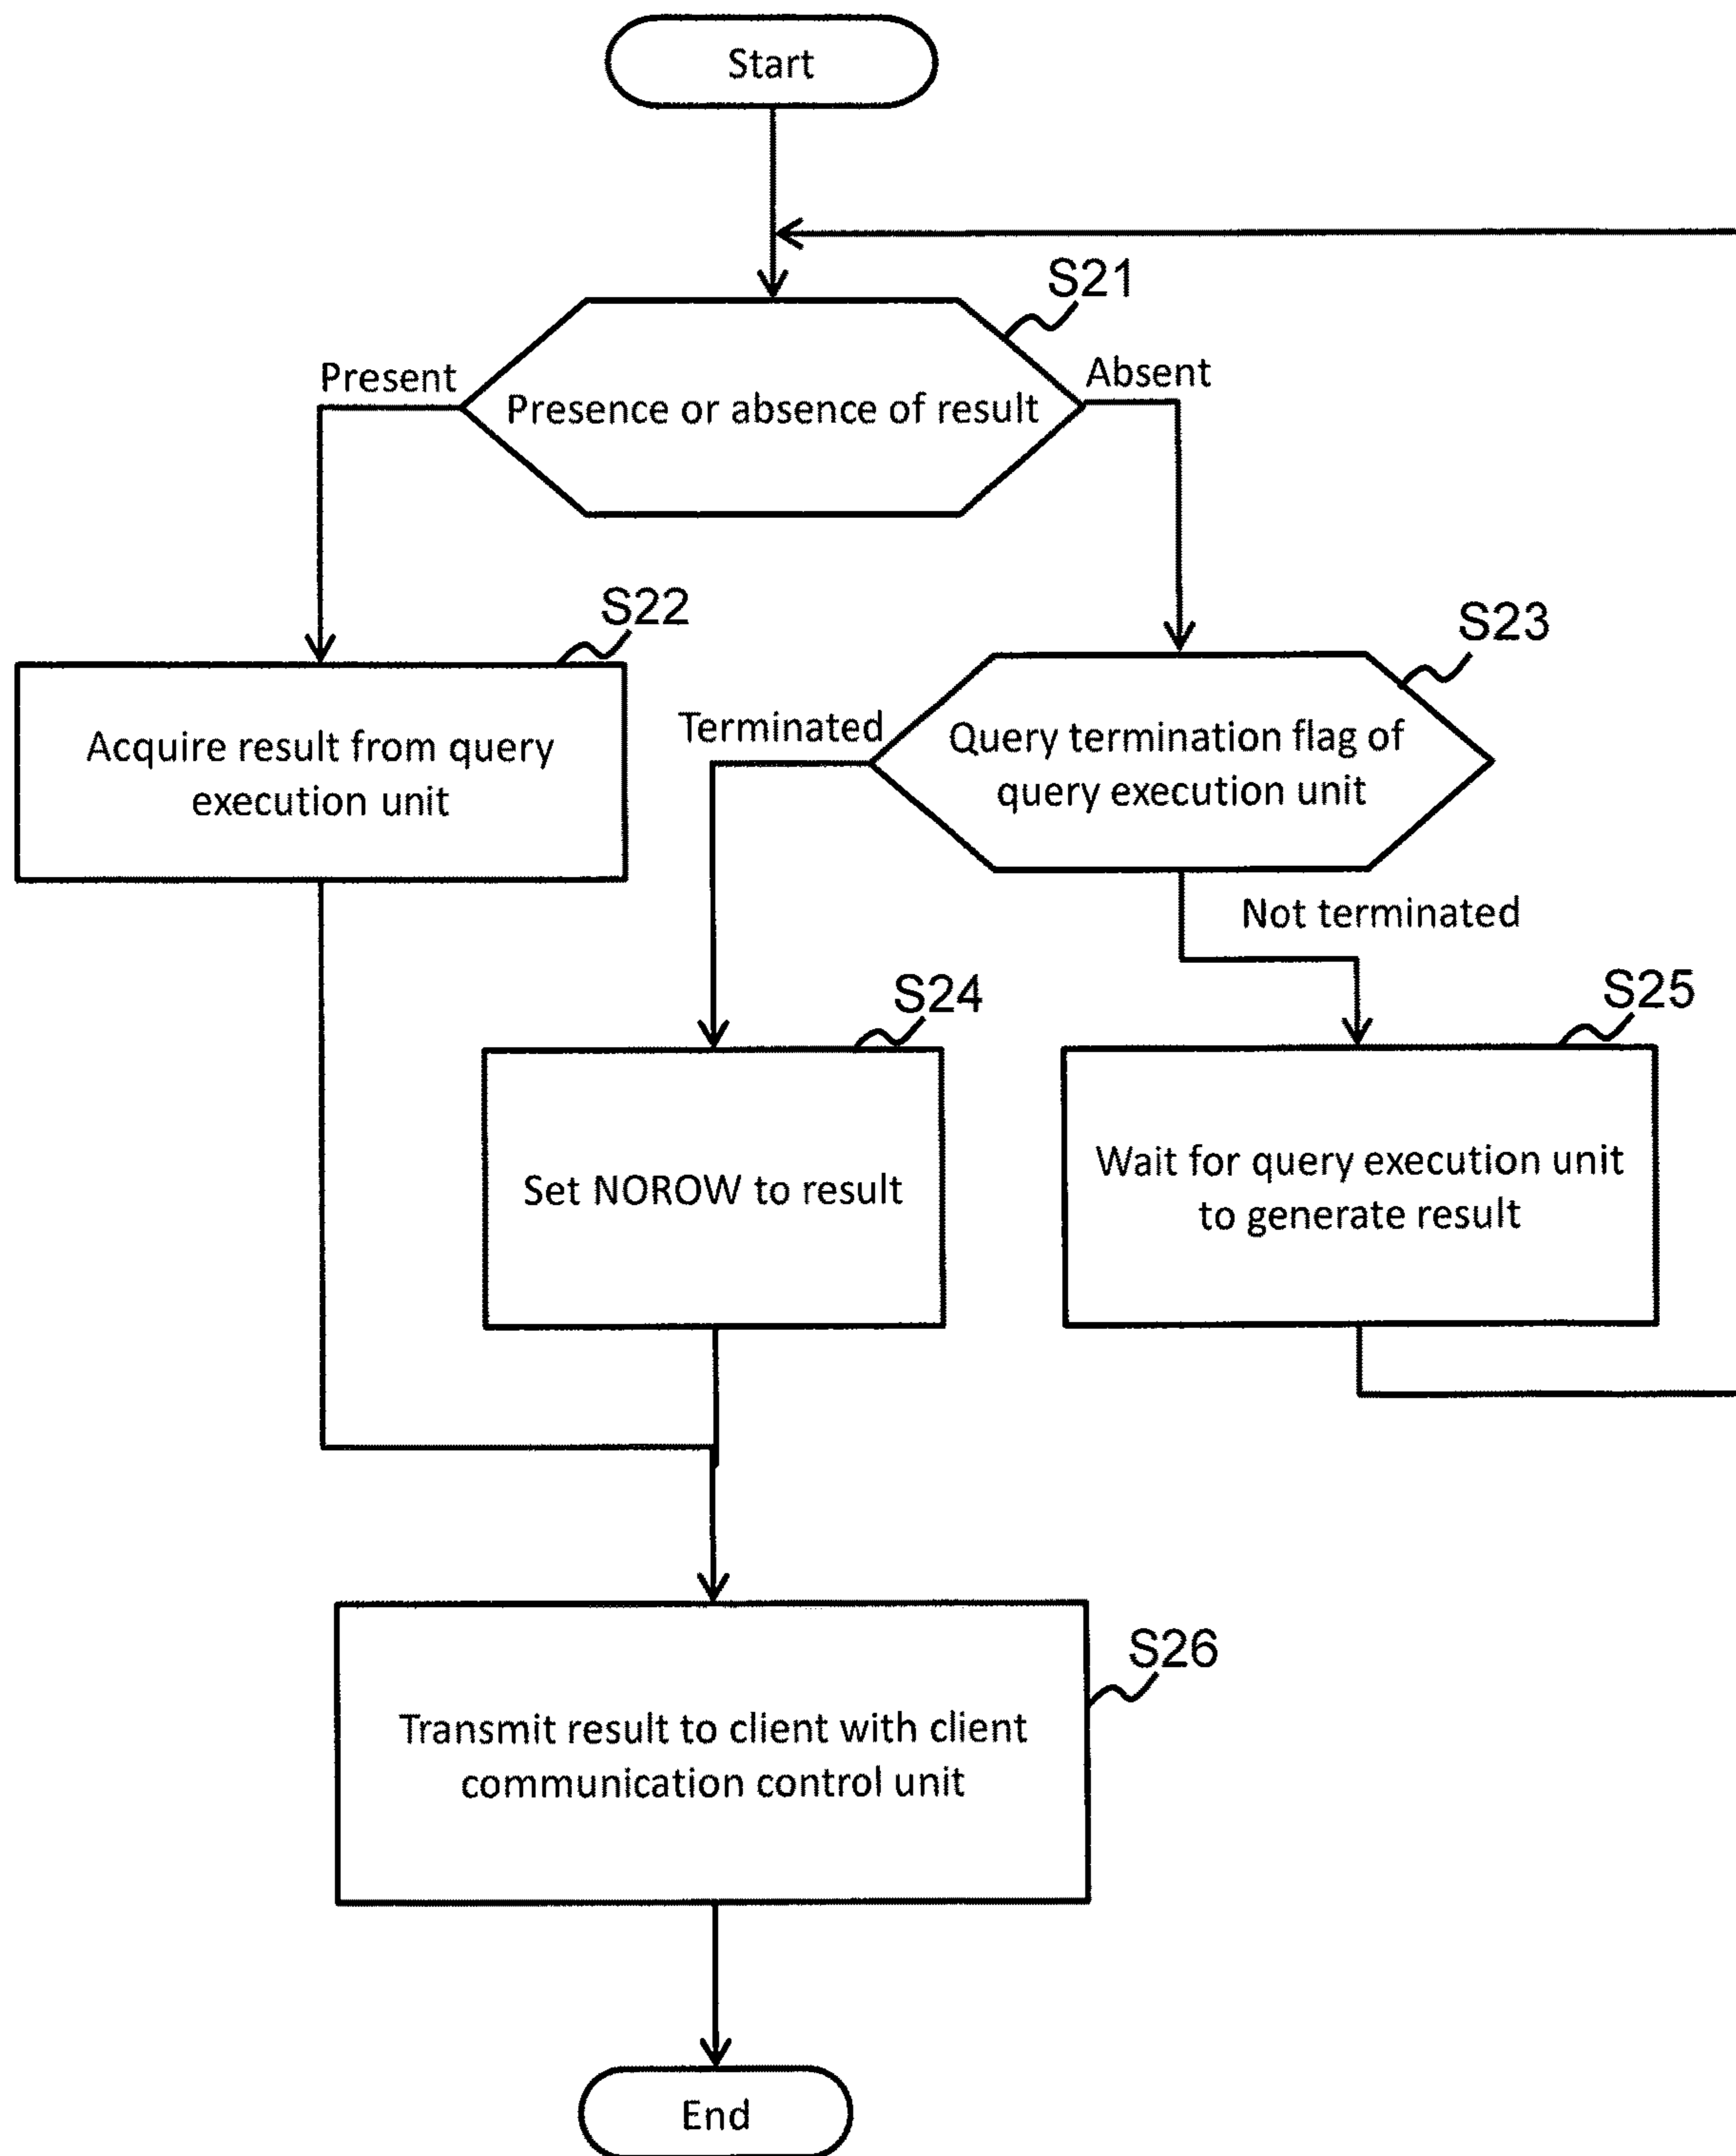 Start
S21
Present
Absent
Presence or absence of result
S22
S23
Acquire result from query
execution unit
Terminated
Query termination flag of
query execution unit
Not terminated
S24
S25
Set NOROW to result
Wait for query execution unit
to generate result
S26
Transmit result to client with client
communication control unit
End